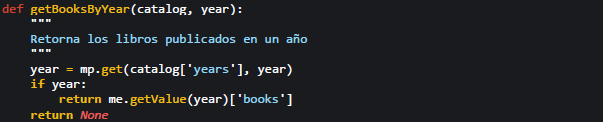 def getBooksByYear(catalog, year):
    """
    Retorna los libros publicados en un año
    """
    year = mp.get(catalog['years'], year)
    if year:
        return me.getValue(year)['books']
    return None